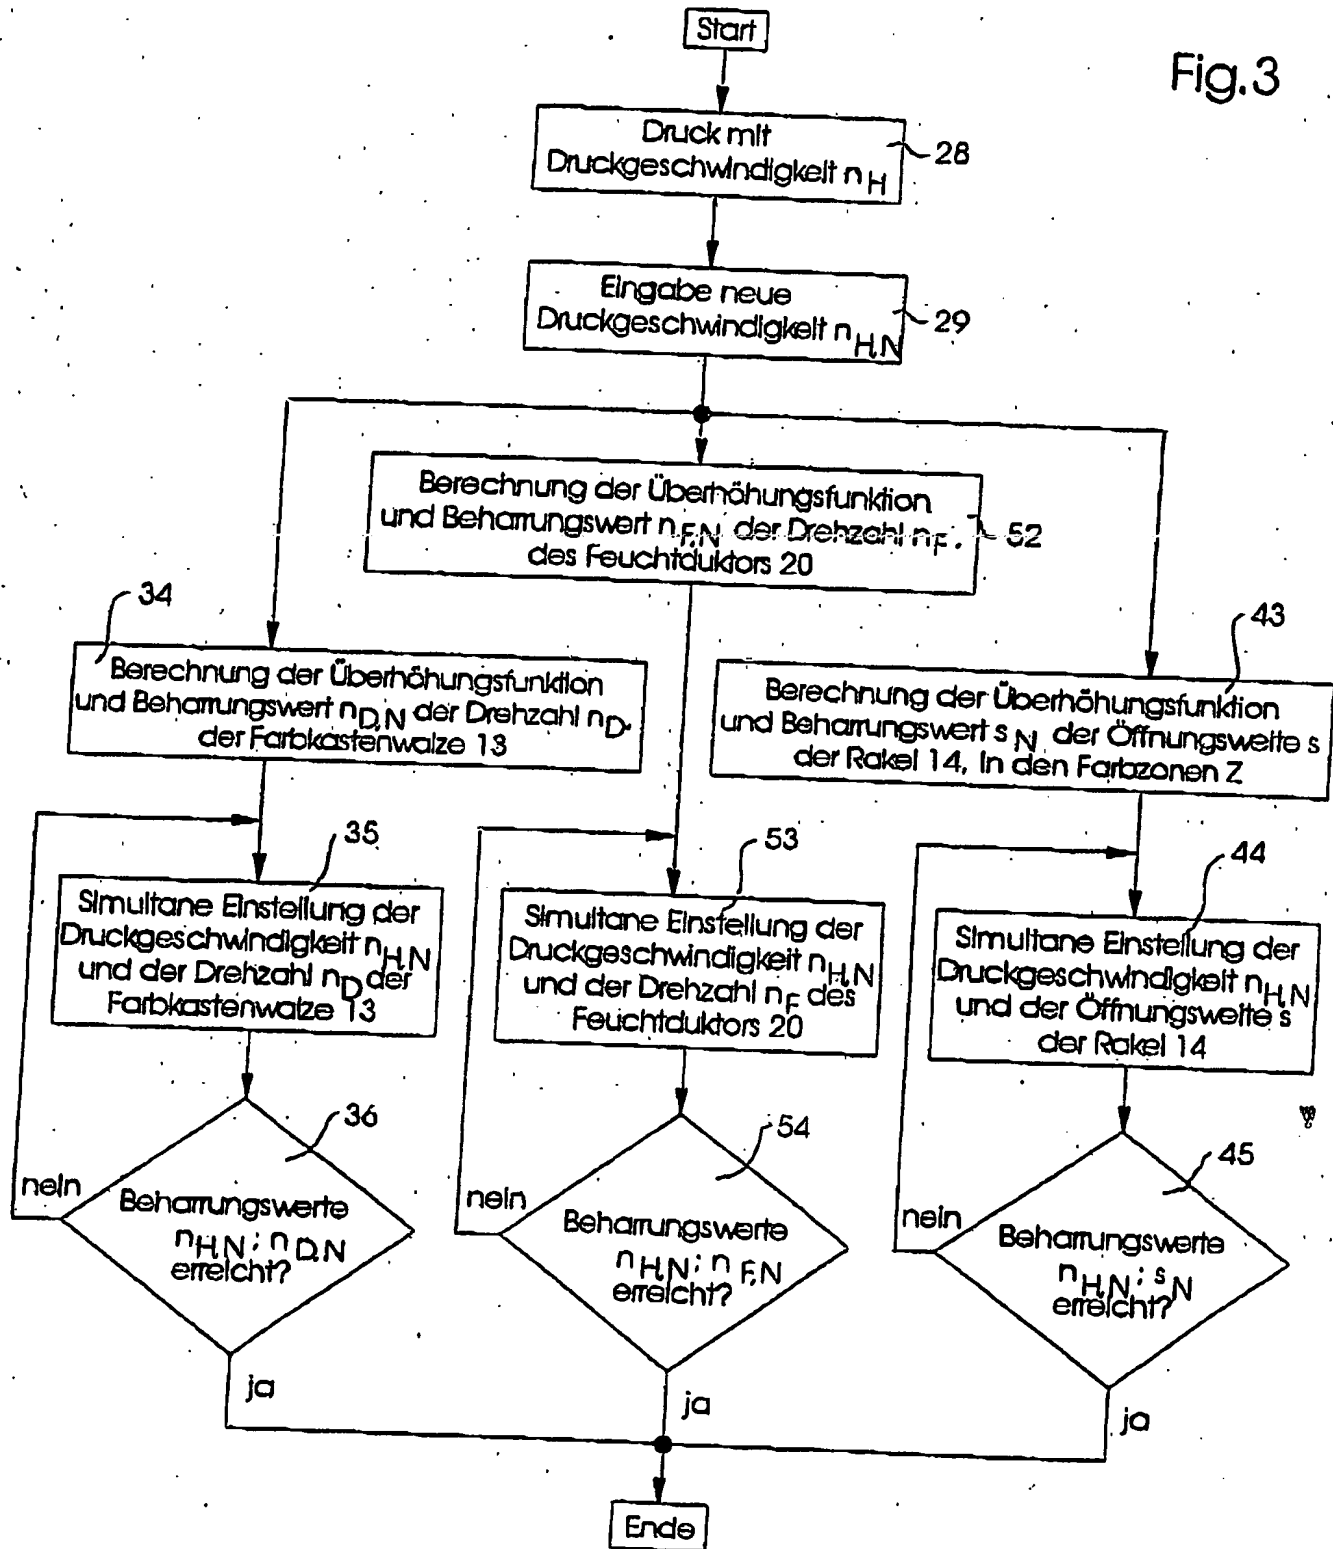 Start
Fig.3
Druck mit
Druckgeschwindigkeit n H
28
Eingabe neue
Druckgeschwindigkeit n H,N
29
Berechnung der Überhöhungsfunktion
und Beharrungswert n F,N der Drehzahl n F.
des Feuchtduktors 20
52
34
Berechnung der Überhöhungsfunktion
und Beharrungswert n D,N der Drehzahl n D.
der Farbkastenwalze 13
43
Berechnung der Überhöhungsfunktion
und Beharrungswert s N der Öffnungsweite s
der Rakel 14, in den Farbzonen Z
35
Simultane Einstellung der
Druckgeschwindigkeit n H,N
und der Drehzahl n D der
Farbkastenwalze 13
53
Simultane Einstellung der
Druckgeschwindigkeit n H,N
und der Drehzahl n F des
Feuchtduktors 20
44
Simultane Einstellung der
Druckgeschwindigkeit n H,N
und der Öffnungsweite s
der Rakel 14
36
nein
Beharrungswerte
n H,N ; n D,N
erreicht?
ja
54
nein
Beharrungswerte
n H,N ; n F,N
erreicht?
ja
45
nein
Beharrungswerte
n H,N ; s N
erreicht?
ja
Ende